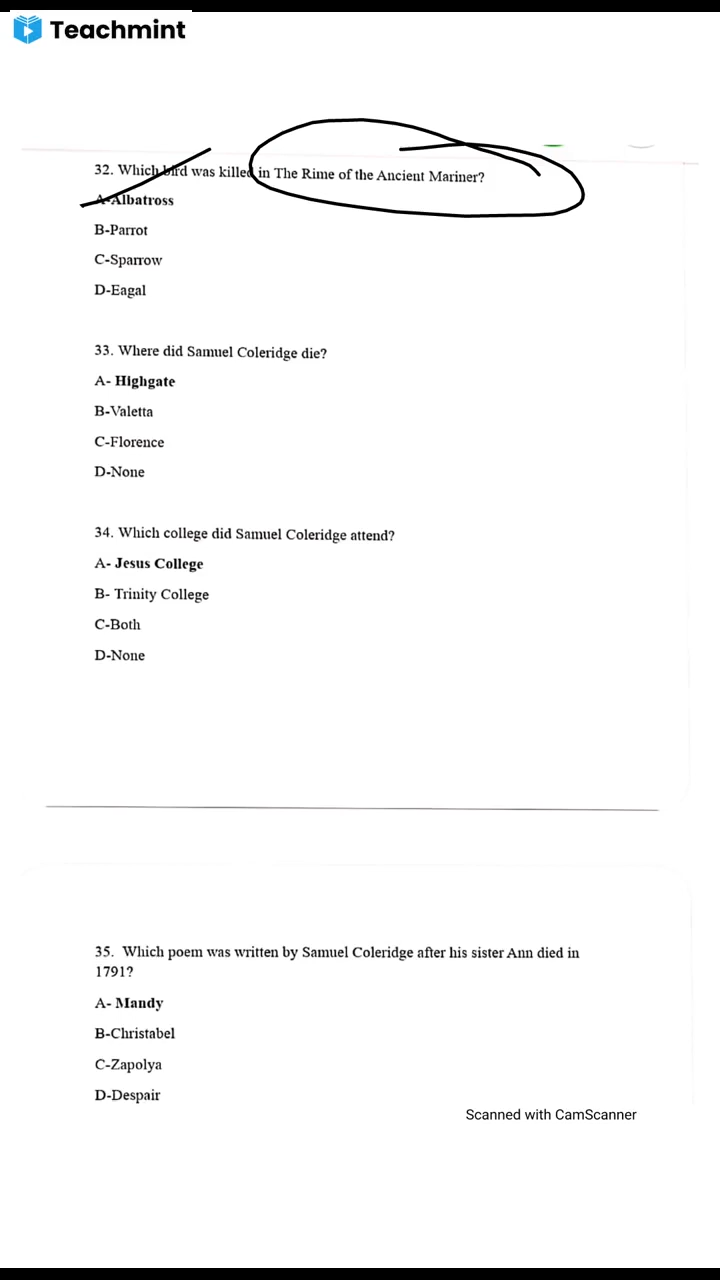 Teachmint
32. Which bird was killed in The Rime of the Ancient Mariner?
A-Albatross
B-Parrot
C-Sparrow
D-Eagal
33. Where did Samuel Coleridge die?
A- Highgate
B-Valetta
C-Florence
D-None
34. Which college did Samuel Coleridge attend?
A- Jesus College
B- Trinity College
C-Both
D-None
35. Which poem was written by Samuel Coleridge after his sister Ann died in
1791?
A- Mandy
B-Christabel
C-Zapolya
D-Despair
Scanned with CamScanner